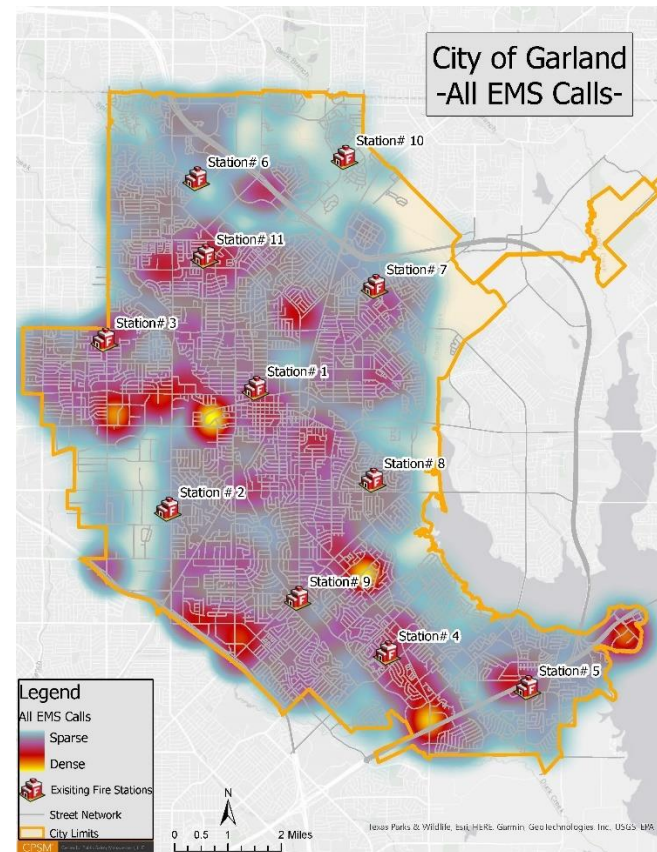 City of Garland
-All EMS Calls-
Station# 10
Station# 6
Station# 11
Station# 7
Station# 3
Station# 1
Station# 8
Station# 2
Station# 9
Station# 4
Station# 5
Legend
All EMS Calls
Sparse
Dense
Exisiting Fire Stations
Street Network
City Limits
CPSM
N
0 0.5 1 2 Miles
Texas Parks & Wildlife, Esri, HERE, Garmin, GeoTechnologies, Inc., USGS, EPA